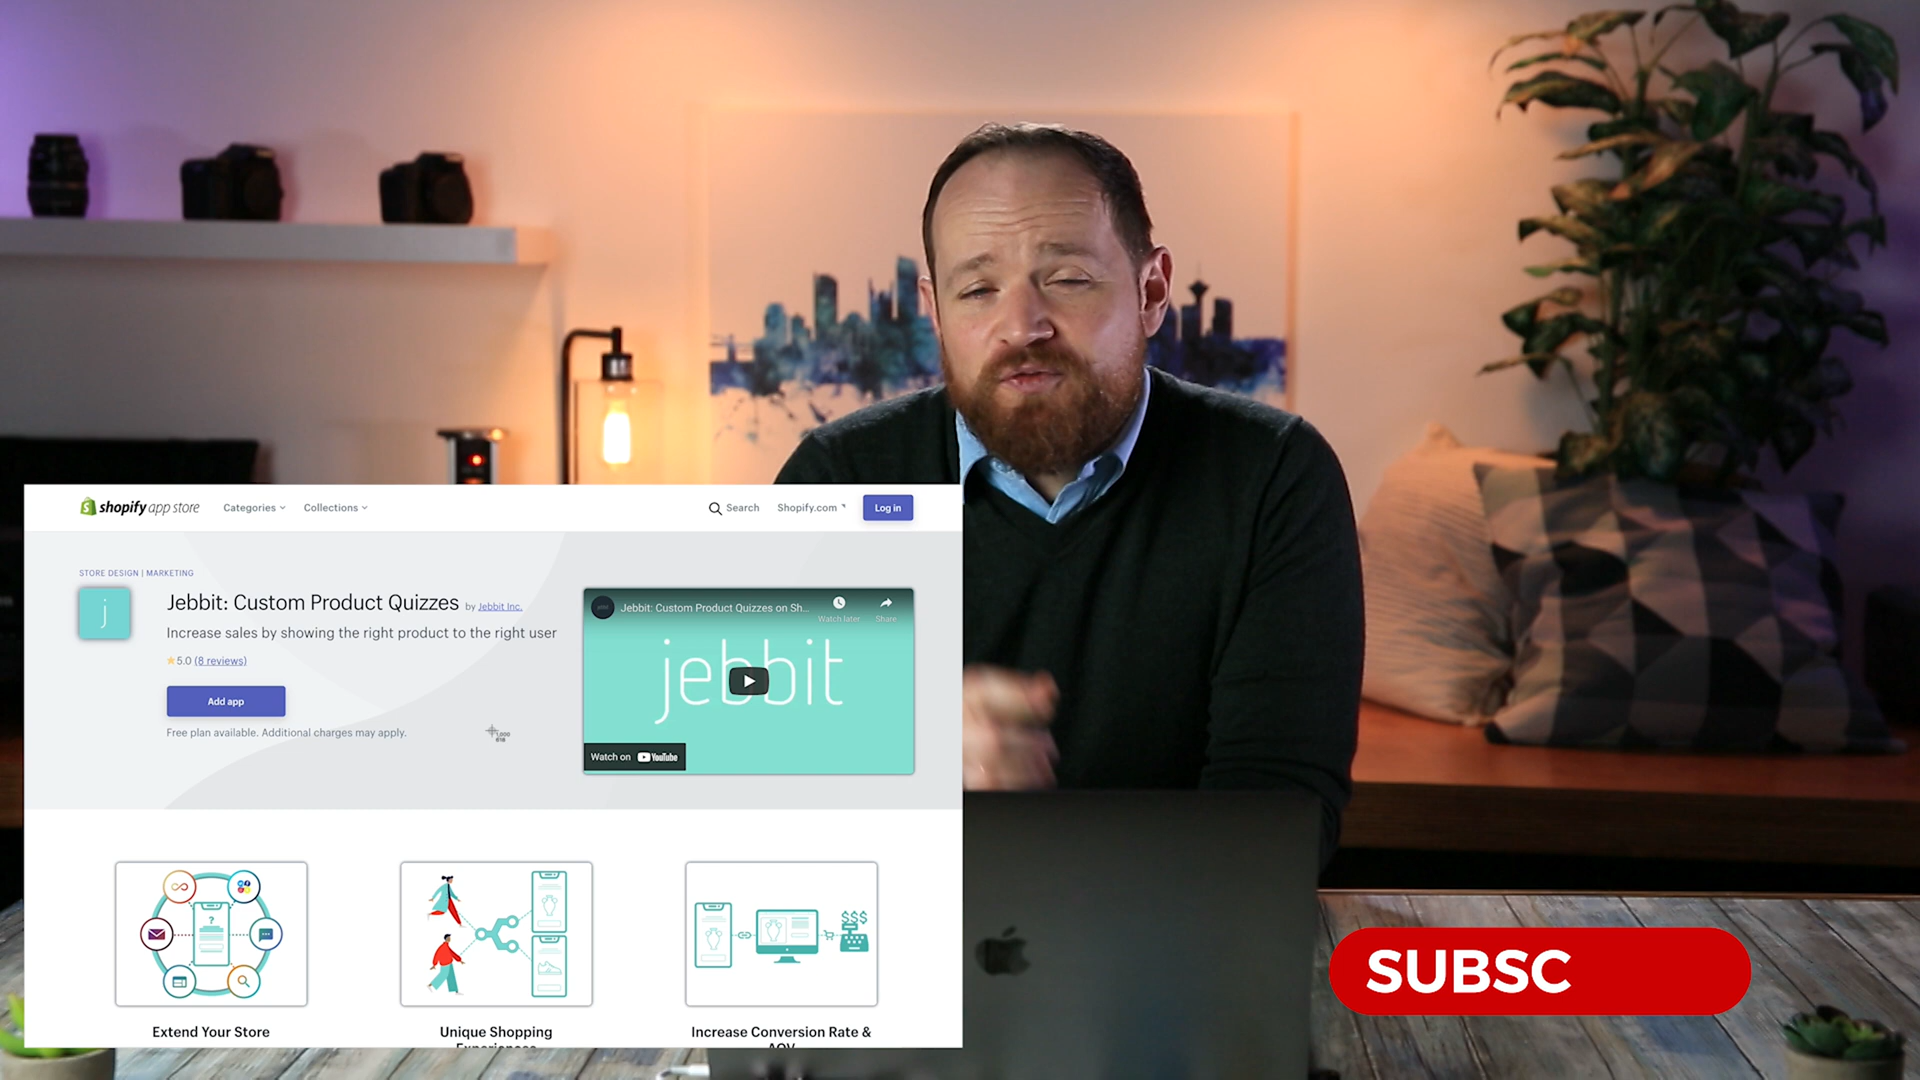 shopify app store
Categories
Collections
Search
Shopify.com
Log in
STORE DESIGN | MARKETING
j
Jebbit: Custom Product Quizzes by Jebbit Inc.
Increase sales by showing the right product to the right user
5.0 (8 reviews)
Add app
Free plan available. Additional charges may apply.
Jebbit: Custom Product Quizzes on Sh...
Watch later
Share
jebbit
Watch on YouTube
?
$$$
Extend Your Store
Unique Shopping
Experiences
Increase Conversion Rate &
AOV
SUBSC